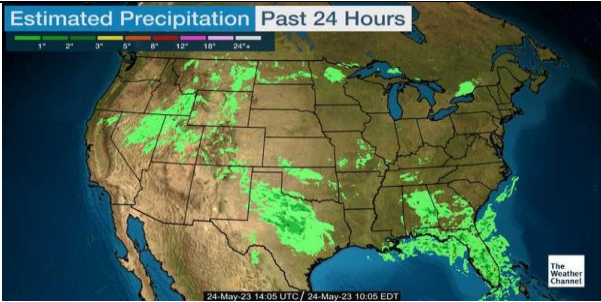 Estimated Precipitation Past 24 Hours
1" 2" 3" 5" 8" 12" 18" 24"+
The
Weather
Channel
24-May-23 14:05 UTC / 24-May-23 10:05 EDT